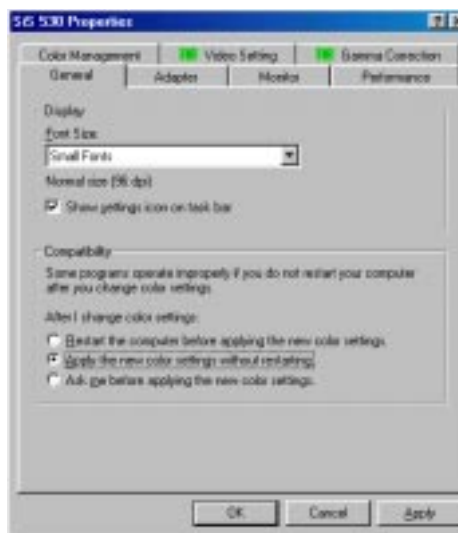 SiS 530 Properties
Color Management Video Setting Gamma Correction
General Adapter Monitor Performance
Display
Font Size:
Small Fonts
Normal size (96 dpi)
Show settings icon on task bar
Compatibility
Some programs operate improperly if you do not restart your computer
after you change color settings.
After I change color settings:
Restart the computer before applying the new color settings.
Apply the new color settings without restarting.
Ask me before applying the new color settings.
OK Cancel Apply